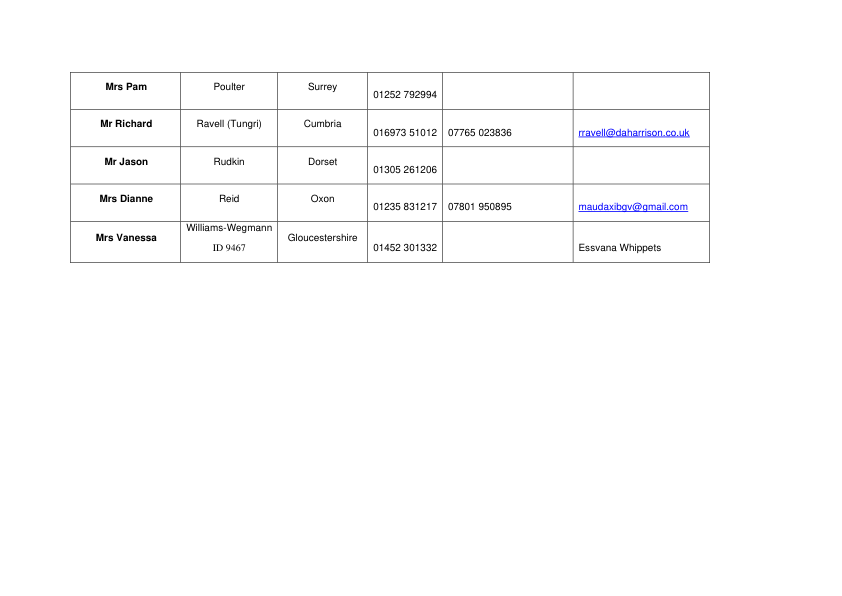 Mrs Pam Poulter Surrey 01252 792994
Mr Richard Ravell (Tungri) Cumbria 016973 51012 07765 023836 rravell@daharrison.co.uk
Mr Jason Rudkin Dorset 01305 261206
Mrs Dianne Reid Oxon 01235 831217 07801 950895 maudaxibgv@gmail.com
Mrs Vanessa Williams-Wegmann Gloucestershire 01452 301332 Essvana Whippets
ID 9467